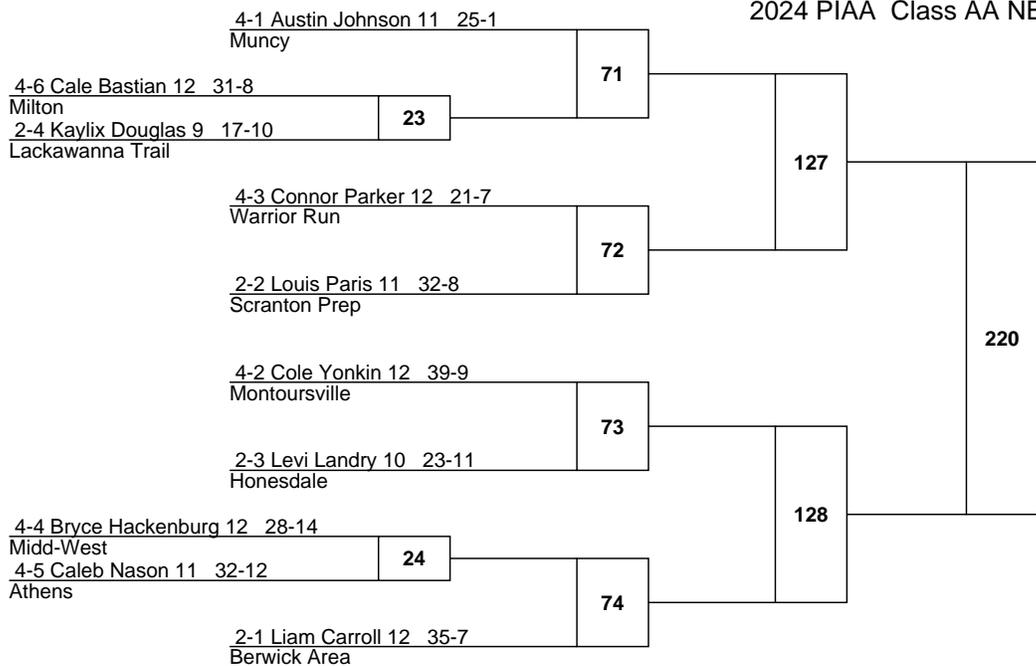 2024 PIAA Class AA NE
4-1 Austin Johnson 11 25-1
Muncy
71
4-6 Cale Bastian 12 31-8
Milton
23
2-4 Kaylix Douglas 9 17-10
Lackawanna Trail
127
4-3 Connor Parker 12 21-7
Warrior Run
72
2-2 Louis Paris 11 32-8
Scranton Prep
220
4-2 Cole Yonkin 12 39-9
Montoursville
73
2-3 Levi Landry 10 23-11
Honesdale
128
4-4 Bryce Hackenburg 12 28-14
Midd-West
24
4-5 Caleb Nason 11 32-12
Athens
74
2-1 Liam Carroll 12 35-7
Berwick Area